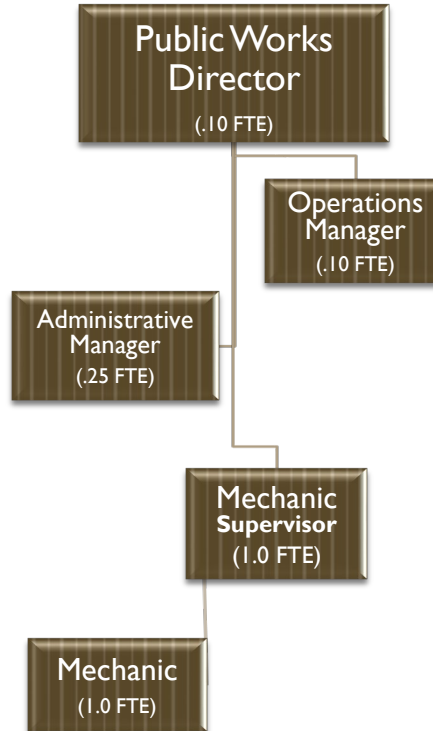 Public Works
Director
(.10 FTE)
Operations
Manager
(.10 FTE)
Administrative
Manager
(.25 FTE)
Mechanic
Supervisor
(1.0 FTE)
Mechanic
(1.0 FTE)